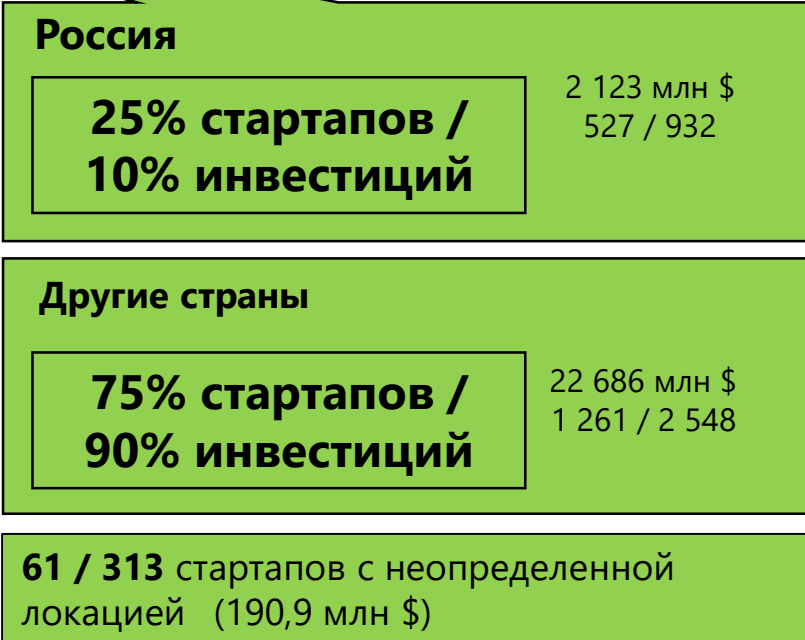 Россия
25% стартапов /
10% инвестиций
2 123 млн $
527 / 932
Другие страны
75% стартапов /
90% инвестиций
22 686 млн $
1 261 / 2 548
61 / 313 стартапов с неопределенной
локацией (190,9 млн $)